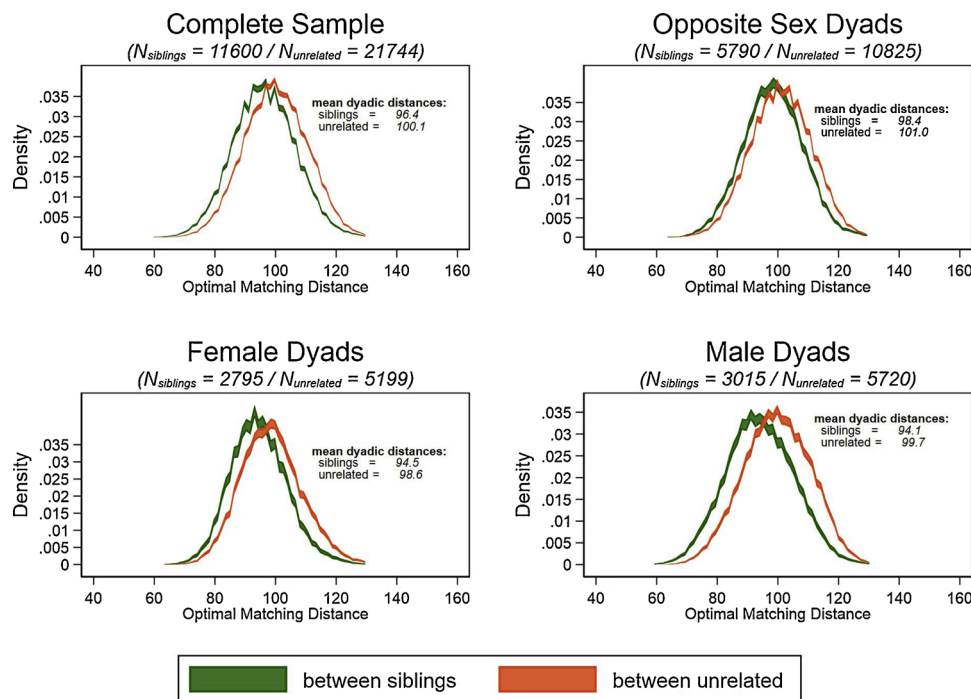 Complete Sample
(Nsiblings = 11600 / Nunrelated = 21744)
Density
.035
.03
.025
.02
.015
.01
.005
0
mean dyadic distances:
siblings = 96.4
unrelated = 100.1
40 60 80 100 120 140 160
Optimal Matching Distance
Opposite Sex Dyads
(Nsiblings = 5790 / Nunrelated = 10825)
Density
.035
.03
.025
.02
.015
.01
.005
0
mean dyadic distances:
siblings = 98.4
unrelated = 101.0
40 60 80 100 120 140 160
Optimal Matching Distance
Female Dyads
(Nsiblings = 2795 / Nunrelated = 5199)
Density
.035
.03
.025
.02
.015
.01
.005
0
mean dyadic distances:
siblings = 94.5
unrelated = 98.6
40 60 80 100 120 140 160
Optimal Matching Distance
Male Dyads
(Nsiblings = 3015 / Nunrelated = 5720)
Density
.035
.03
.025
.02
.015
.01
.005
0
mean dyadic distances:
siblings = 94.1
unrelated = 99.7
40 60 80 100 120 140 160
Optimal Matching Distance
between siblings between unrelated